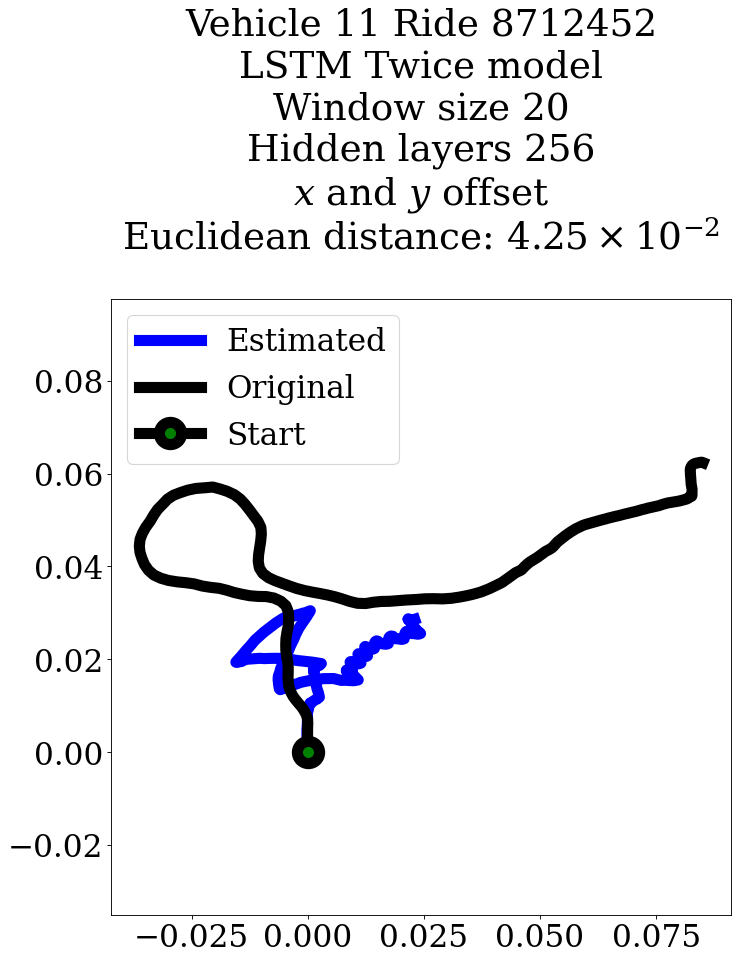 Vehicle 11 Ride 8712452
LSTM Twice model
Window size 20
Hidden layers 256
x and y offset
Euclidean distance: 4.25 × 10⁻²
Estimated
Original
Start
0.08
0.06
0.04
0.02
0.00
−0.02
−0.025 0.000 0.025 0.050 0.075